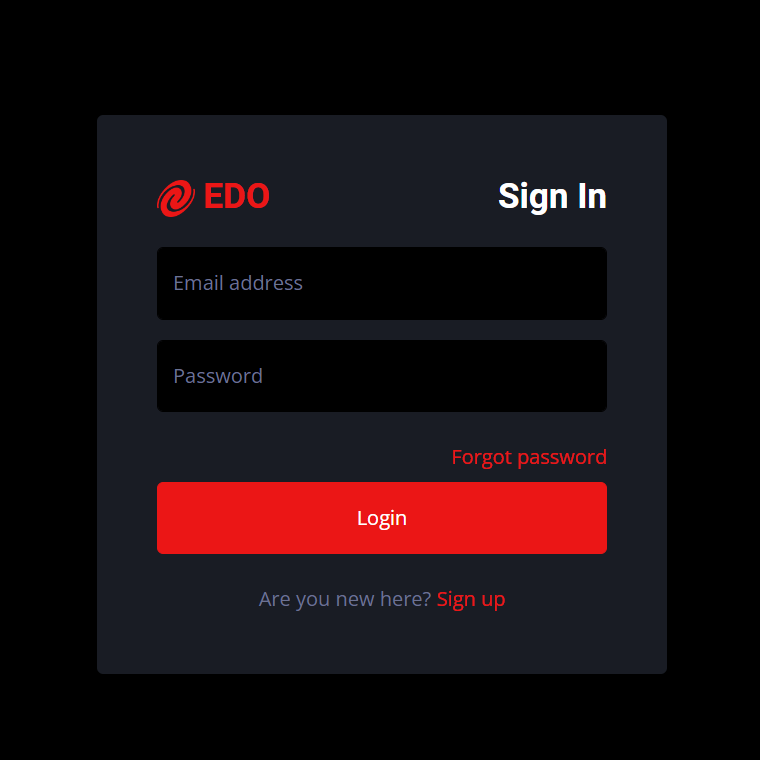 EDO
Sign In
Email address
Password
Forgot password
Login
Are you new here? Sign up